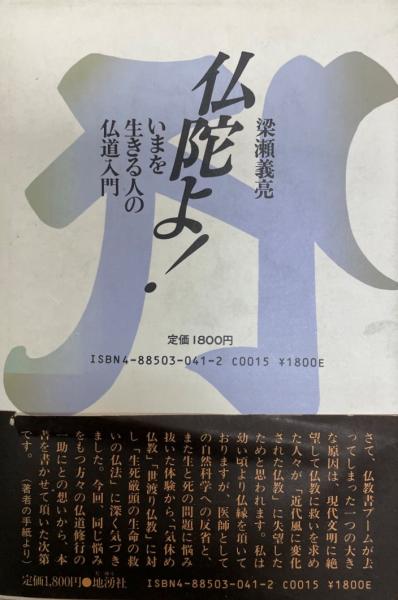 梁瀬義亮
仏陀よ!
いまを
生きる人の
仏道入門
定価1800円
ISBN4-88503-041-2 C0015 ¥1800E
さて、仏教書ブームが去
ってしまった一つの大き
な原因は、現代文明に絶
望して仏教に救いを求め
た人々が、「近代風に変化
された仏教」に失望した
ためと思われます。私は
幼い頃より仏縁を頂いて
おりますが、医師として
の自然科学への反省と、
また生と死の問題に悩み
抜いた体験から、「気休め
仏教」「世渡り仏教」に対
し「生死巌頭の生命の救
いの仏法」に深く気づき
ました。今回、同じ悩み
をもつ方々の仏道修行の
一助にとの想いから、本
書を書かせて頂いた次第
です。 (著者の手紙より)
定価1,800円●地湧社
ISBN4-88503-041-2 C0015 ¥1800E